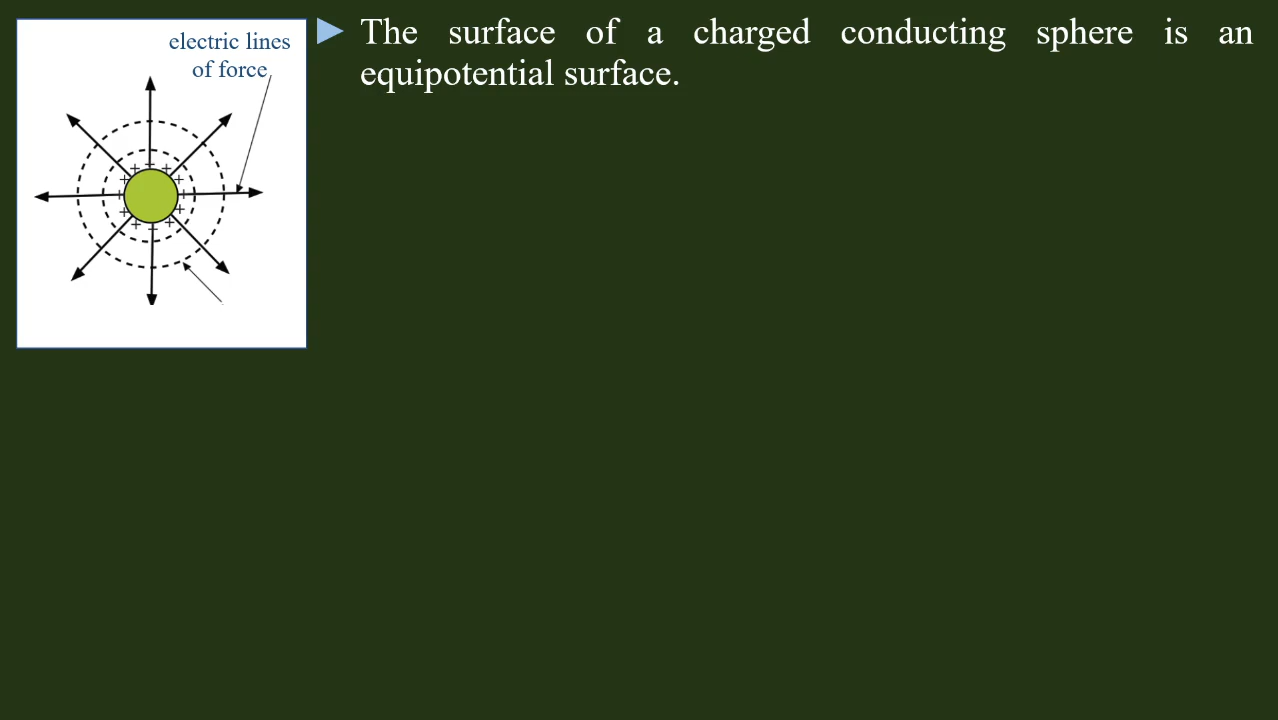 electric lines
of force
The surface of a charged conducting sphere is an
equipotential surface.
+ + +
+ +
+ +
+ +
+ + +